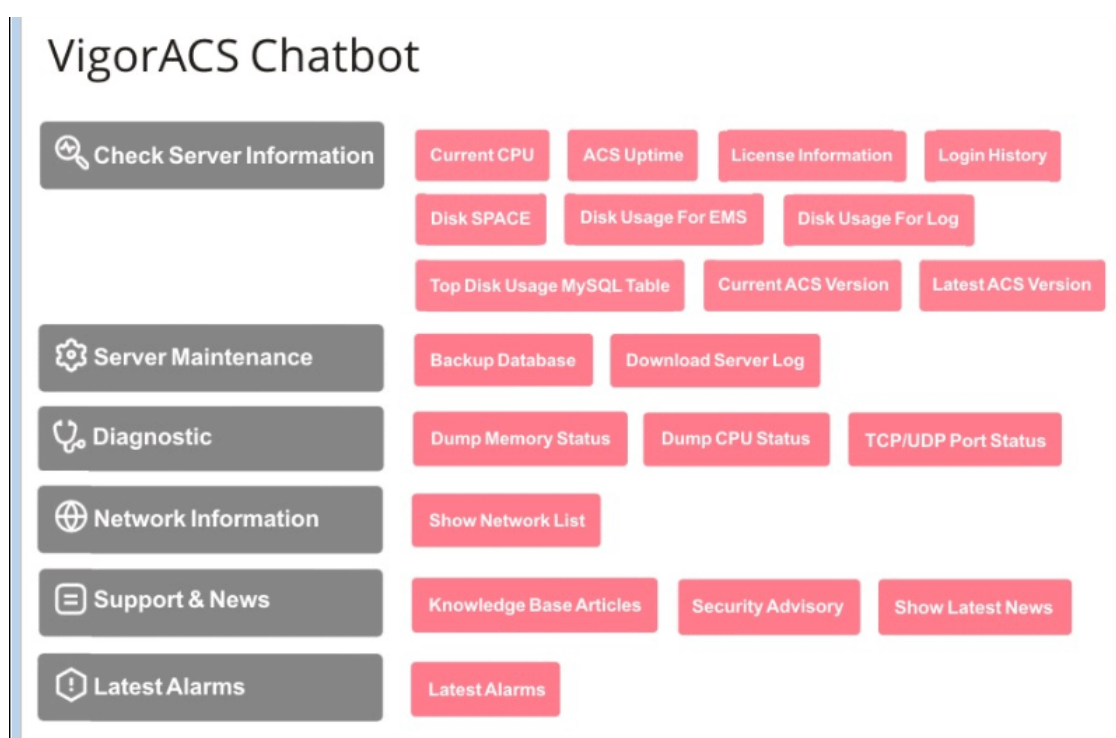 VigorACS Chatbot
Check Server Information
Current CPU
ACS Uptime
License Information
Login History
Disk SPACE
Disk Usage For EMS
Disk Usage For Log
Top Disk Usage MySQL Table
Current ACS Version
Latest ACS Version
Server Maintenance
Backup Database
Download Server Log
Diagnostic
Dump Memory Status
Dump CPU Status
TCP/UDP Port Status
Network Information
Show Network List
Support & News
Knowledge Base Articles
Security Advisory
Show Latest News
Latest Alarms
Latest Alarms